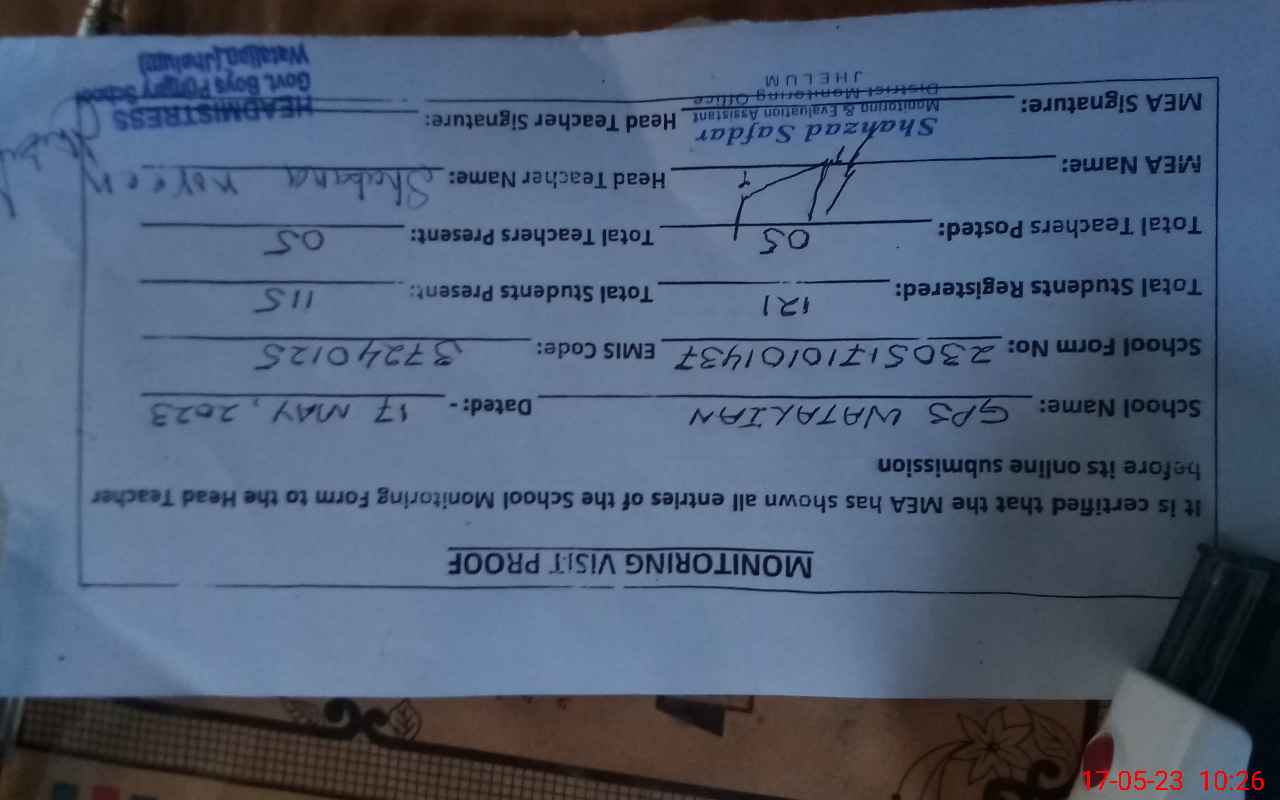 MONITORING VISIT PROOF
It is certified that the MEA has shown all entries of the School Monitoring Form to the Head Teacher
before its online submission
School Name: GPS WATALIAN Dated:- 17 MAY, 2023
School Form No: 2305171010101437 EMIS Code: 37240125
Total Students Registered: 121 Total Students Present: 115
Total Teachers Posted: 05 Total Teachers Present: 05
MEA Name: Head Teacher Name: Shabana noreen
MEA Signature: Shahzad Safdar Head Teacher Signature:
Monitoring & Evaluation Assistant
District Monitoring Office
JHELUM
HEADMISTRESS
Govt. Boys Primary School
Watalian (Jhelum)
17-05-23 10:26